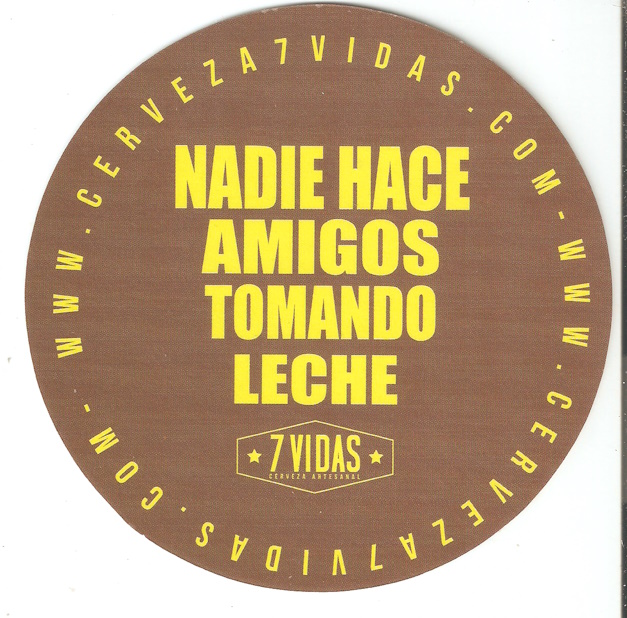 WWW.CERVEZA7VIDAS.COM-WWW.CERVEZA7VIDAS.COM-
NADIE HACE
AMIGOS
TOMANDO
LECHE
7 VIDAS
CERVEZA ARTESANAL